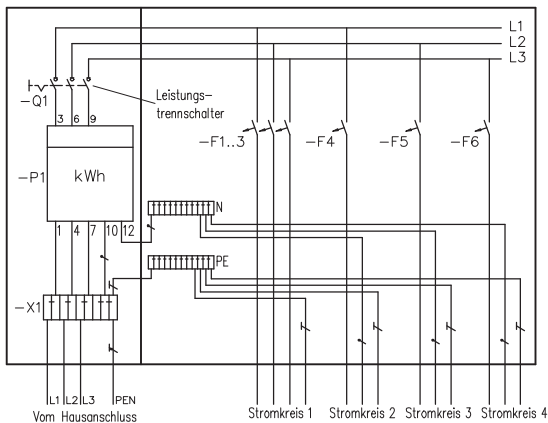 L1
L2
L3
-Q1
Leistungs-
trennschalter
3 6 9
-F1..3
-F4
-F5
-F6
-P1
kWh
N
1 4 7 10 12
PE
-X1
L1 L2 L3 PEN
Vom Hausanschluss
Stromkreis 1 Stromkreis 2 Stromkreis 3 Stromkreis 4